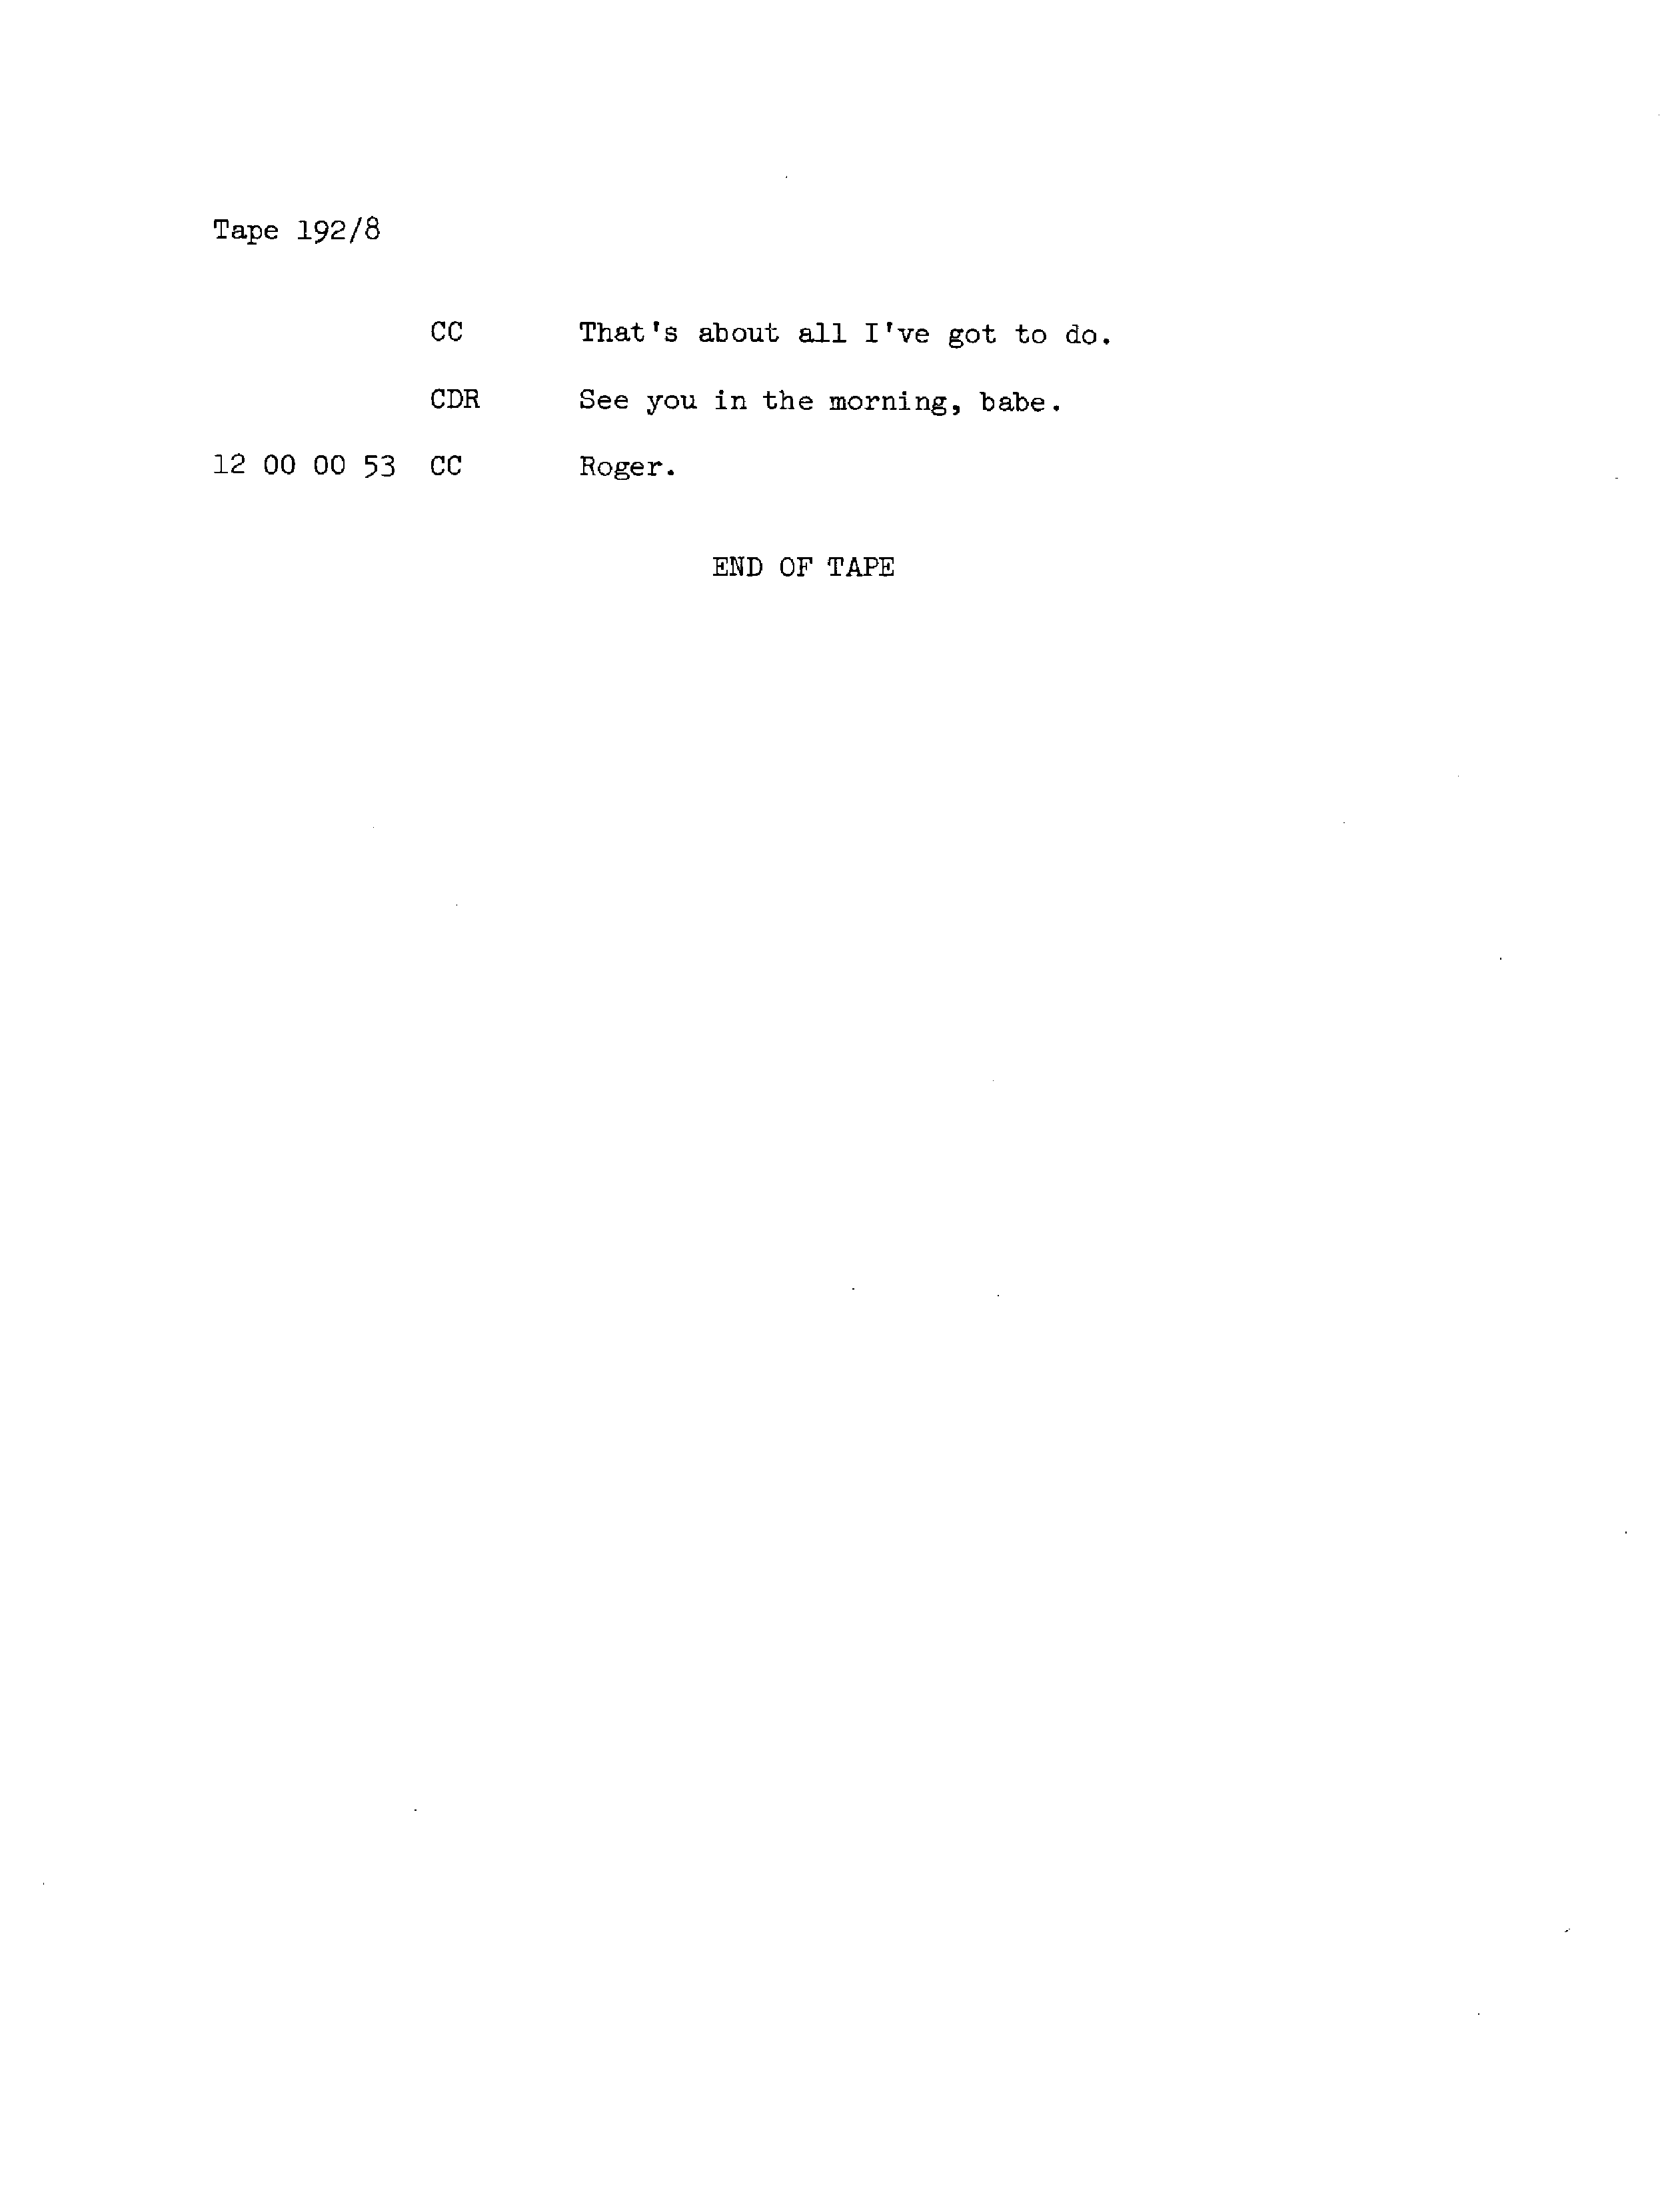 Tape 192/8
CC That's about all I've got to do.
CDR See you in the morning, babe.
12 00 00 53 CC Roger.
END OF TAPE